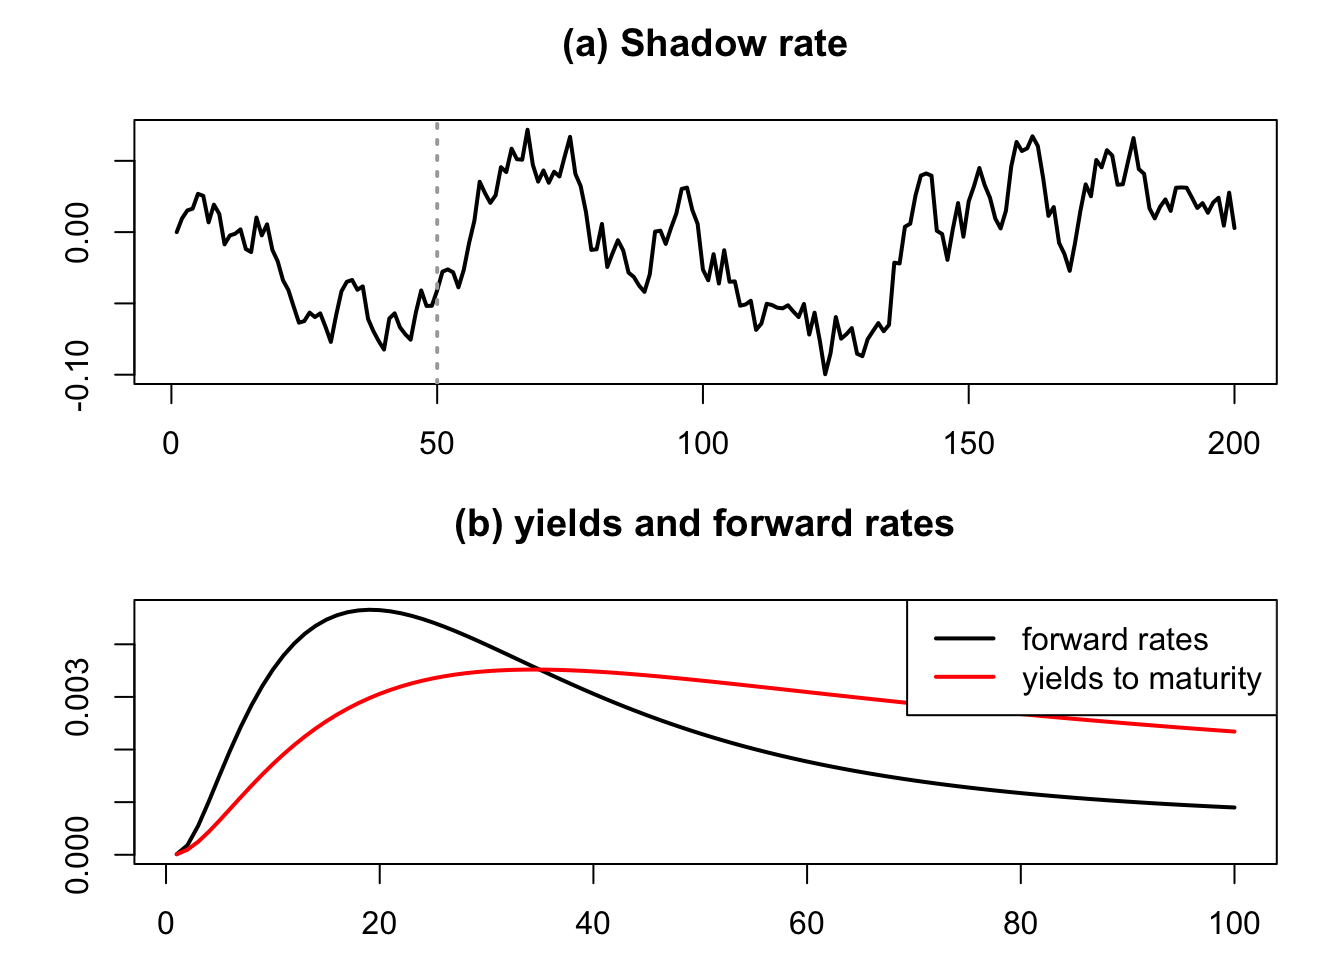 (a) Shadow rate
0.00
-0.10
0 50 100 150 200
(b) yields and forward rates
forward rates
yields to maturity
0.003
0.000
0 20 40 60 80 100